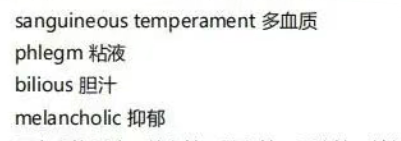 sanguineous temperament 多血质
phlegm 粘液
bilious 胆汁
melancholic 抑郁